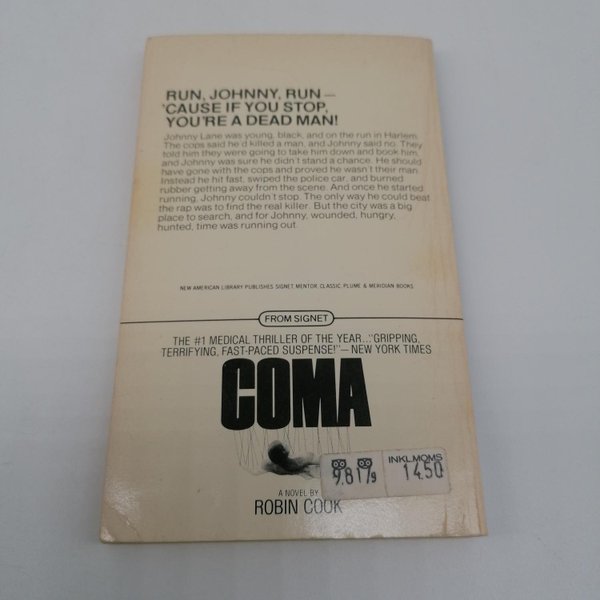 RUN, JOHNNY, RUN—
'CAUSE IF YOU STOP,
YOU'RE A DEAD MAN!
Johnny Lane was young, black, and on the run in Harlem.
The cops said he'd killed a man, and Johnny said no. They
told him they were going to take him down and book him,
and Johnny was sure he didn't stand a chance. He should
have gone with the cops and proved he wasn't their man.
Instead he hit fast, swiped the police car, and burned
rubber getting away from the scene. And once he started
running, Johnny couldn't stop. The only way he could beat
the rap was to find the real killer. But the city was a big
place to search, and for Johnny, wounded, hungry,
hunted, time was running out.
NEW AMERICAN LIBRARY PUBLISHES SIGNET, MENTOR, CLASSIC, PLUME & MERIDIAN BOOKS
FROM SIGNET
THE #1 MEDICAL THRILLER OF THE YEAR..."GRIPPING,
TERRIFYING, FAST-PACED SUSPENSE!"—NEW YORK TIMES
COMA
INKL.MOMS
9.8179 14.50
A NOVEL BY
ROBIN COOK